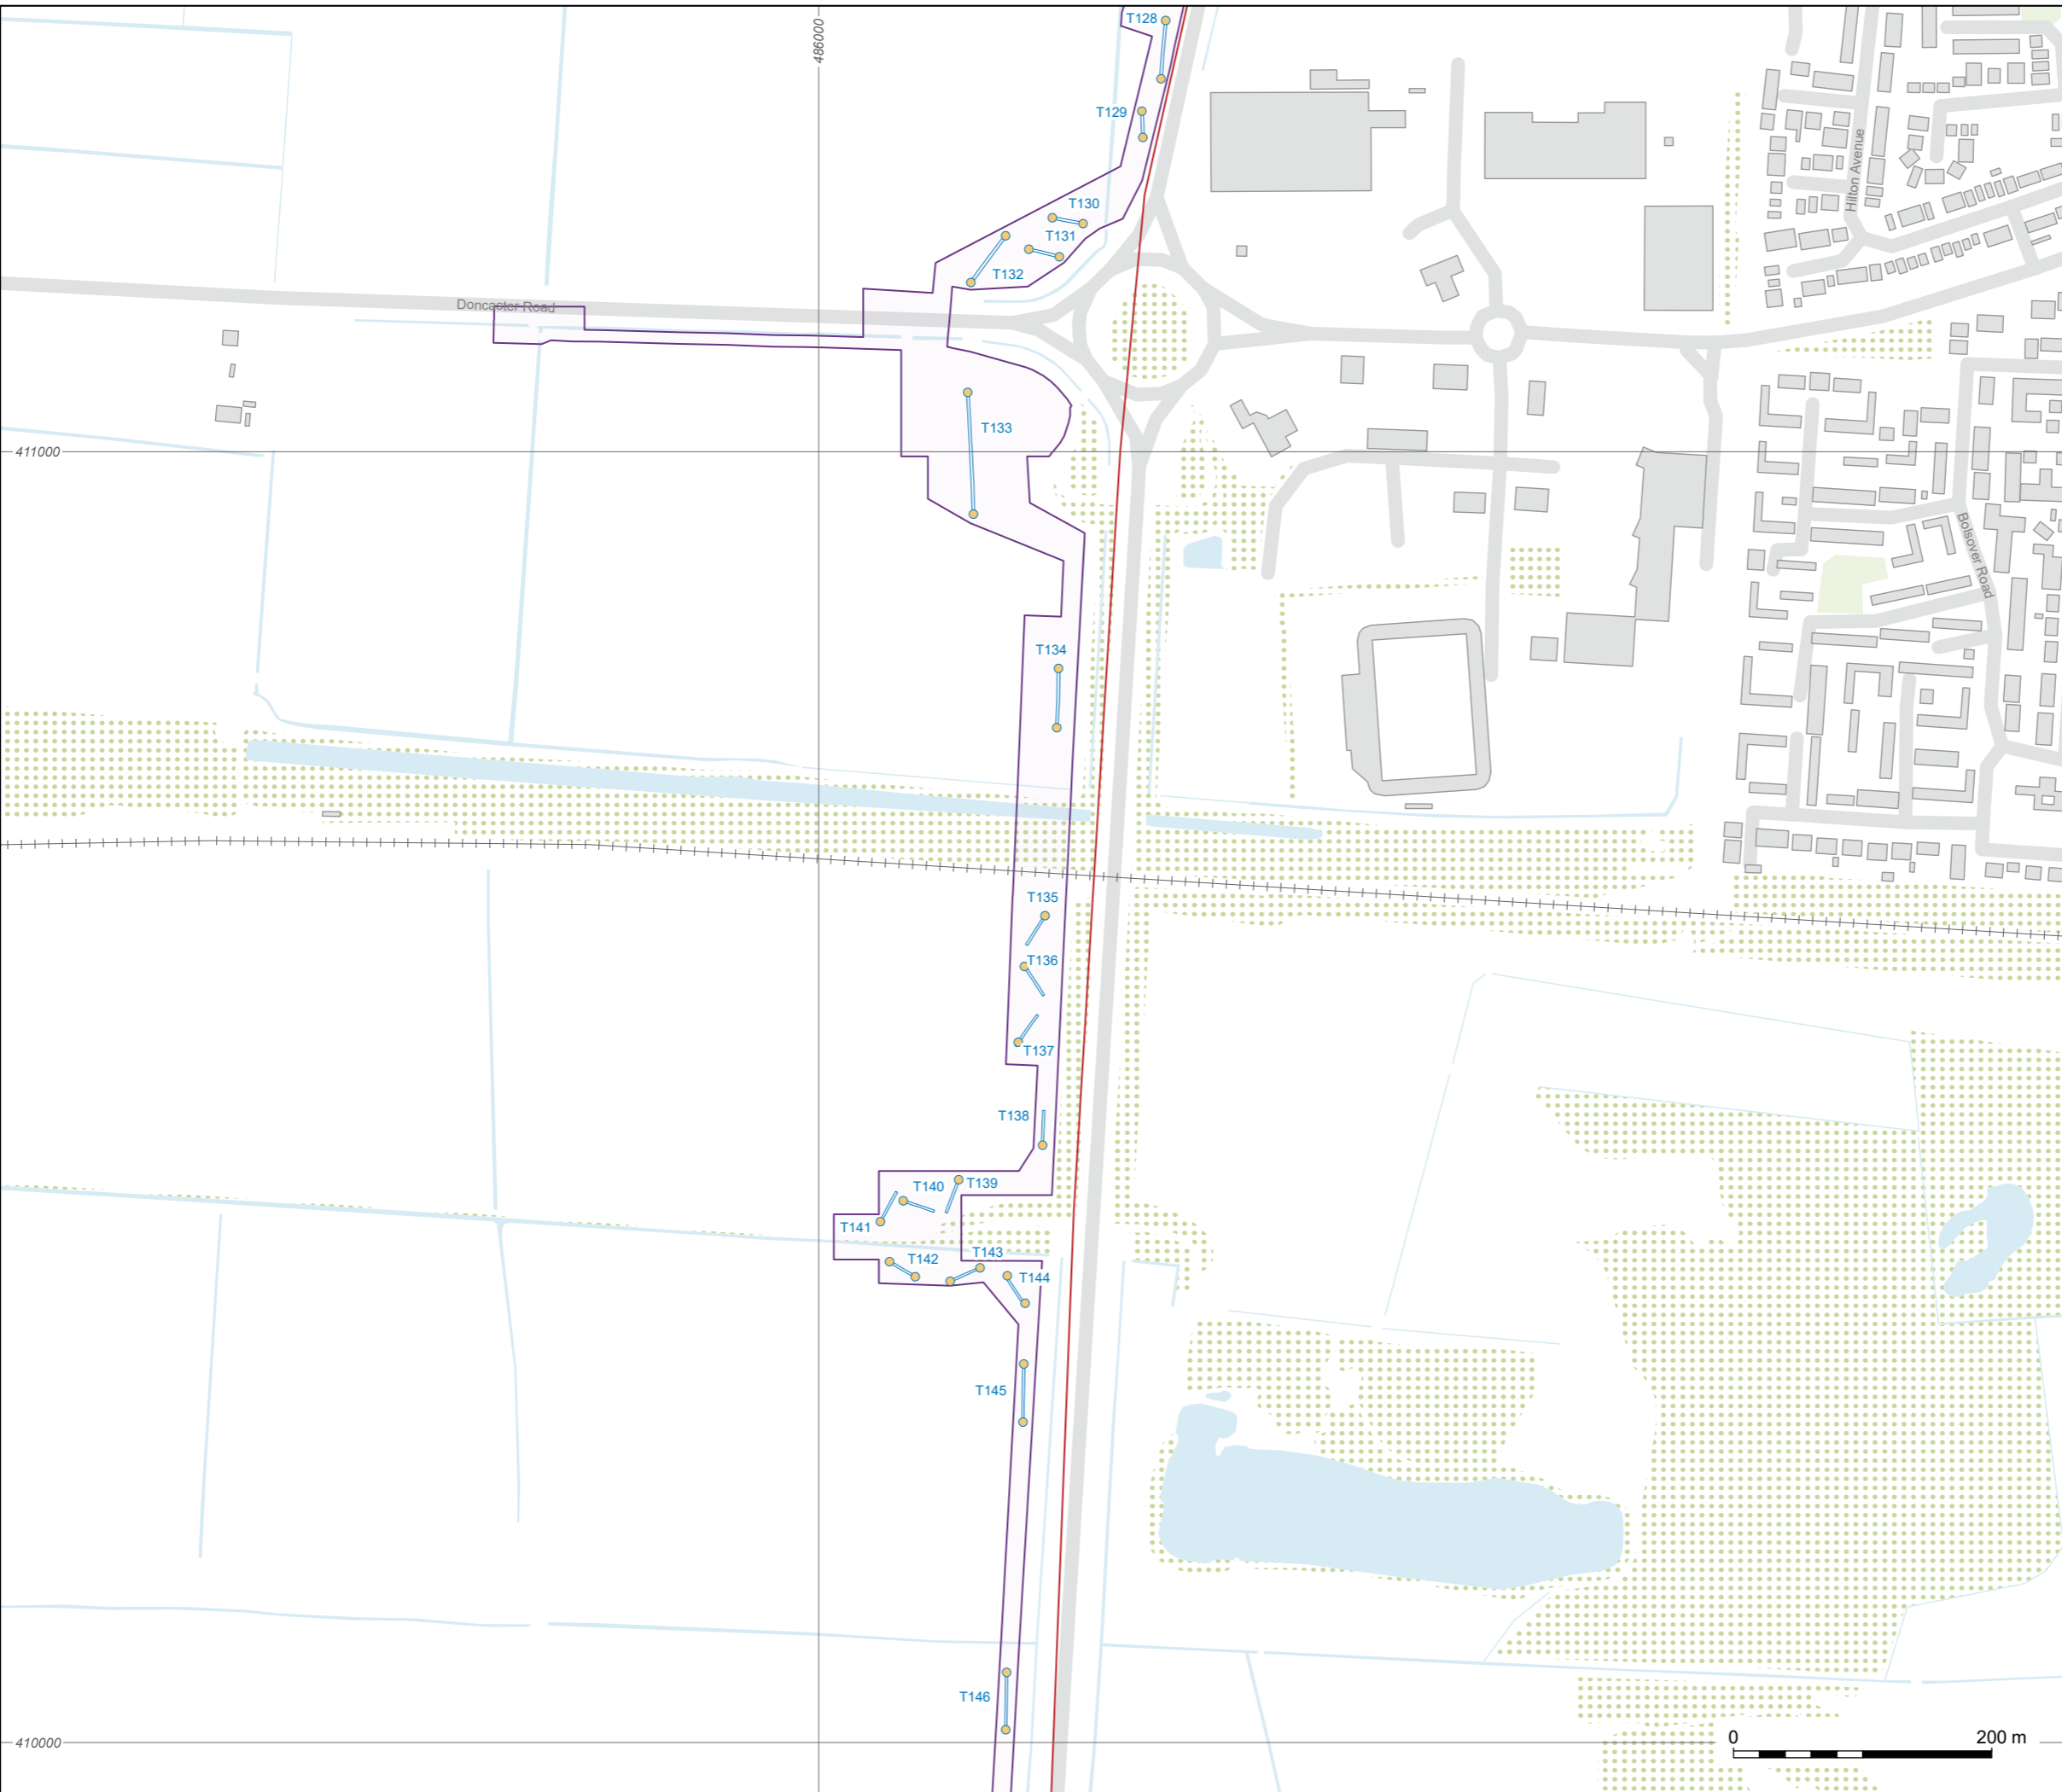 T128
486000
T129
Hilton Avenue
T130
T131
T132
Doncaster Road
T133
411000
Bolsover Road
T134
T135
T136
T137
T138
T139
T140
T141
T142
T143
T144
T145
T146
0 200 m
410000